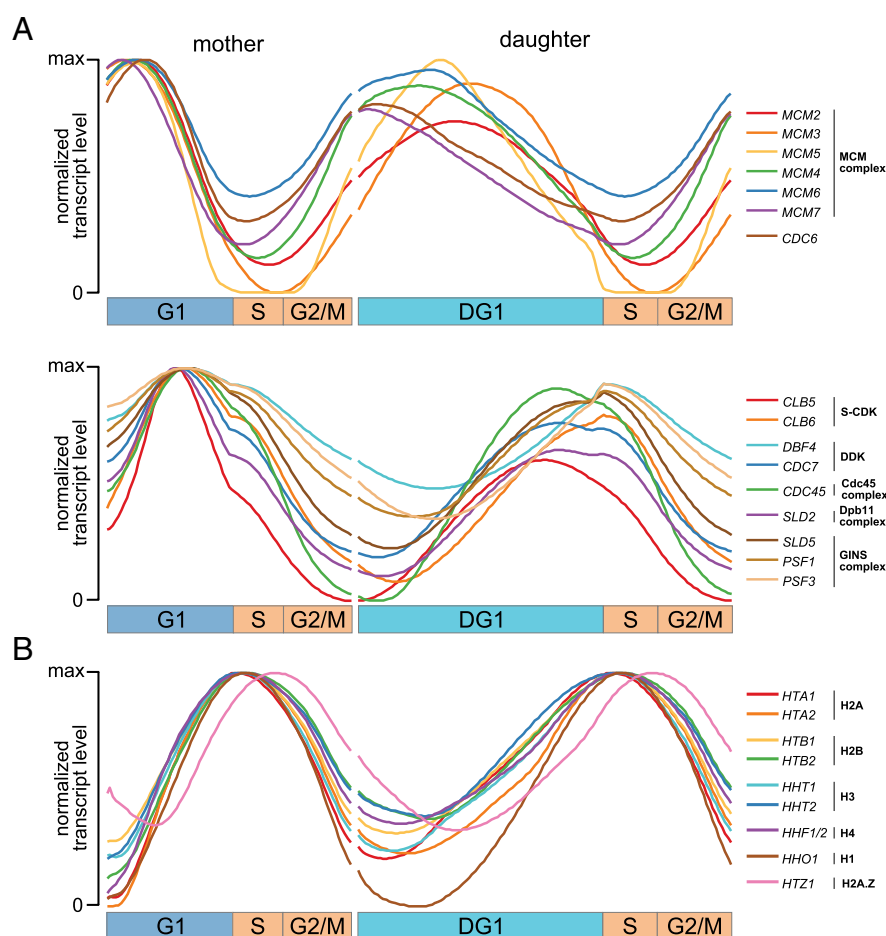 A
mother
daughter
max
normalized
transcript level
0
G1
S
G2/M
DG1
S
G2/M
MCM2
MCM3
MCM5
MCM4
MCM6
MCM7
MCM
complex
CDC6
max
normalized
transcript level
0
G1
S
G2/M
DG1
S
G2/M
CLB5
CLB6
S-CDK
DBF4
CDC7
DDK
CDC45
Cdc45
complex
SLD2
Dpb11
complex
SLD5
PSF1
PSF3
GINS
complex
B
max
normalized
transcript level
0
G1
S
G2/M
DG1
S
G2/M
HTA1
HTA2
H2A
HTB1
HTB2
H2B
HHT1
HHT2
H3
HHF1/2
H4
HHO1
H1
HTZ1
H2A.Z